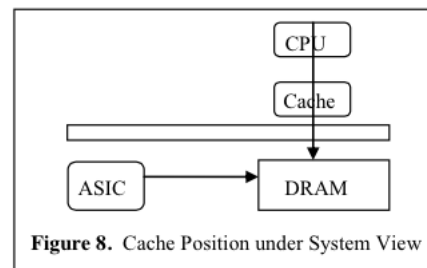 CPU
Cache
ASIC
DRAM
Figure 8. Cache Position under System View